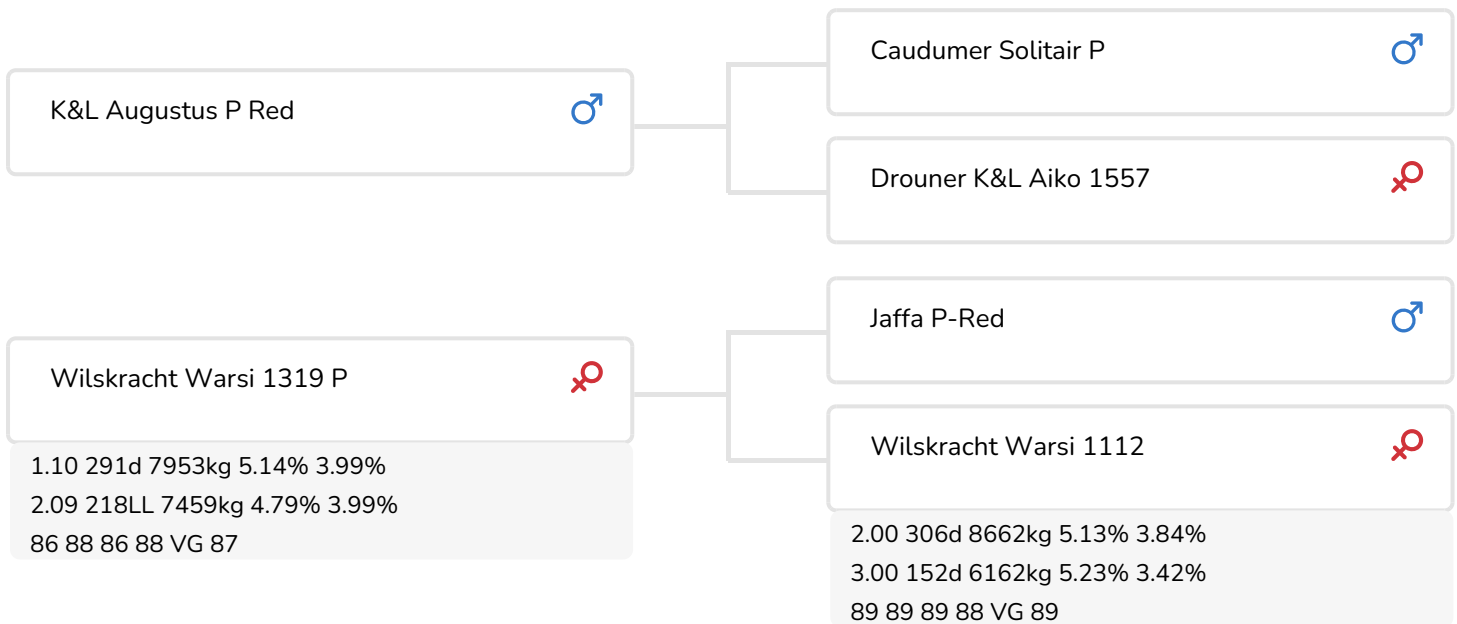 K&L Augustus P Red
Caudumer Solitair P
Drouner K&L Aiko 1557
Wilskracht Warsi 1319 P
1.10 291d 7953kg 5.14% 3.99%
2.09 218LL 7459kg 4.79% 3.99%
86 88 86 88 VG 87
Jaffa P-Red
Wilskracht Warsi 1112
2.00 306d 8662kg 5.13% 3.84%
3.00 152d 6162kg 5.23% 3.42%
89 89 89 88 VG 89